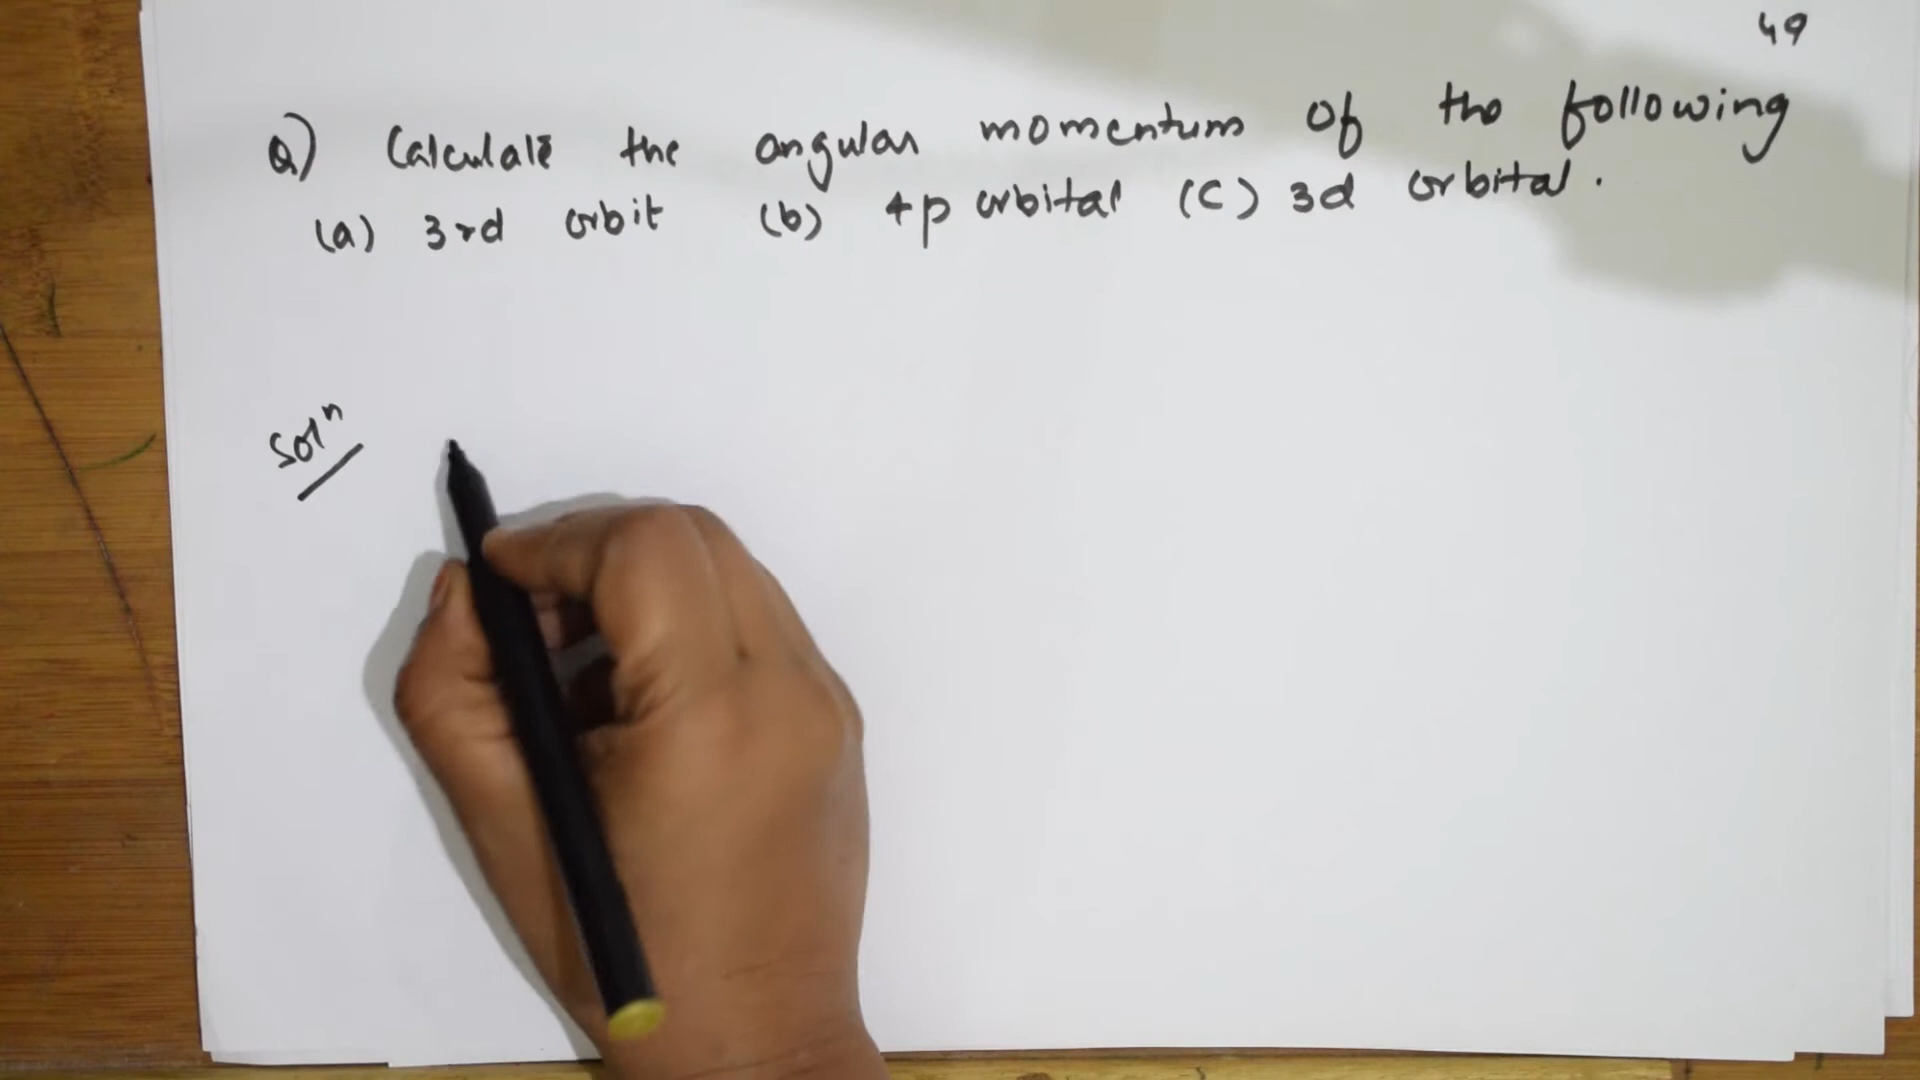 49
Q) Calculate the angular momentum of the following
(a) 3rd orbit (b) 4p orbital (C) 3d orbital.
Solⁿ